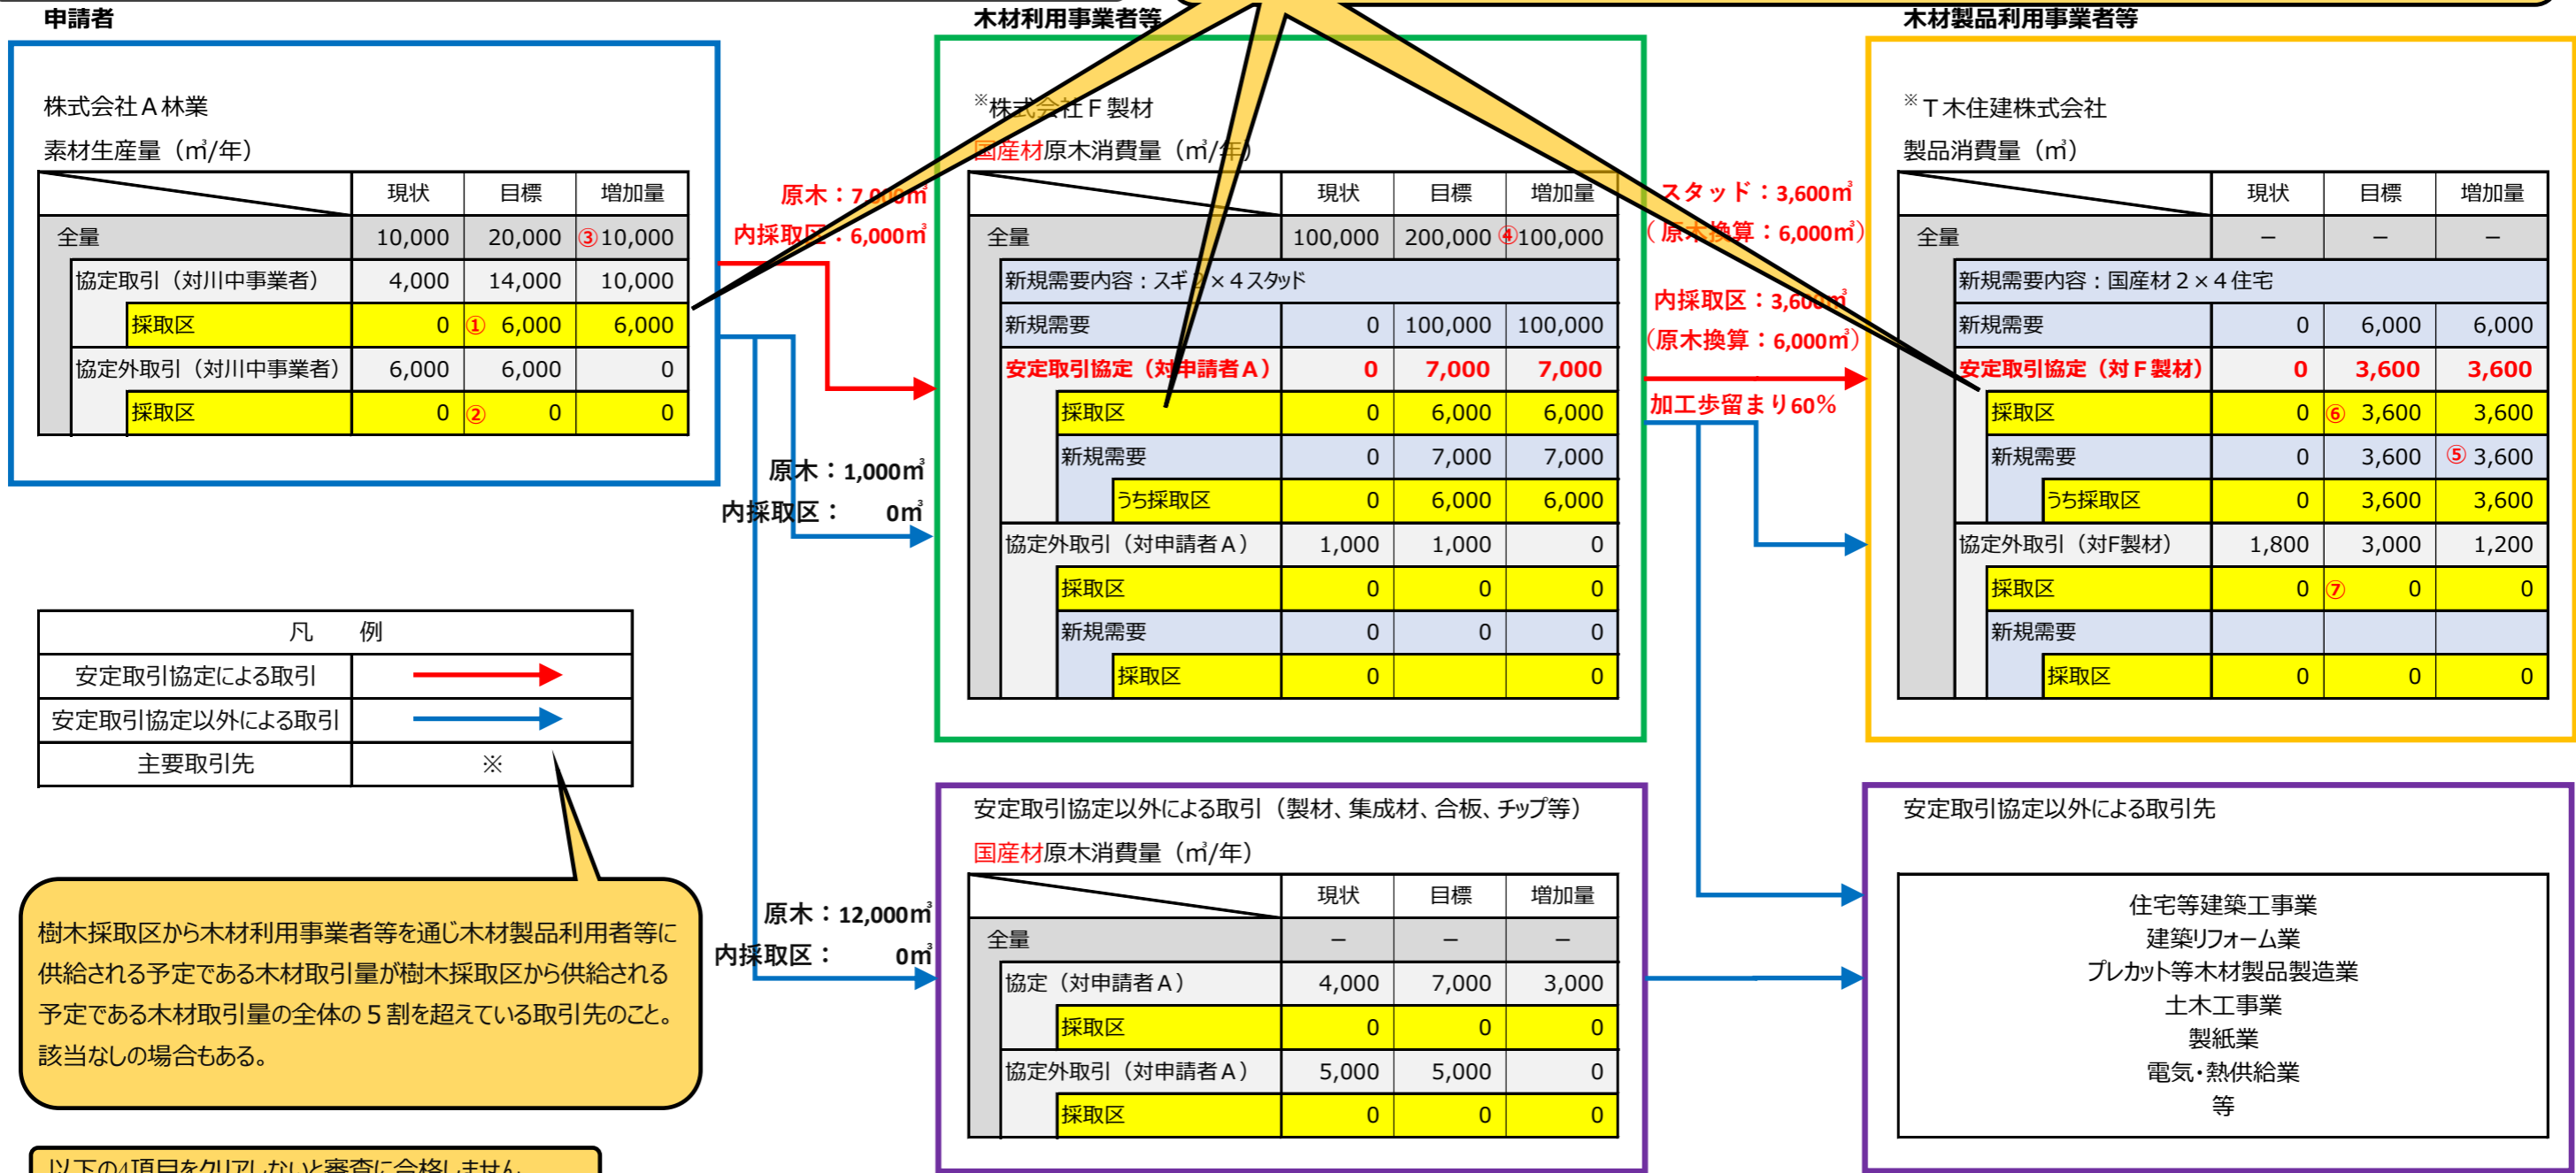 申請者
株式会社A林業
素材生産量（㎥/年）
現状 目標 増加量
全量 10,000 20,000 ③10,000
協定取引（対川中事業者） 4,000 14,000 10,000
採取区 0 ① 6,000 6,000
協定外取引（対川中事業者） 6,000 6,000 0
採取区 0 ② 0 0
原木：7,000㎥
内採取区：6,000㎥
原木：1,000㎥
内採取区： 0㎥
原木：12,000㎥
内採取区： 0㎥
凡 例
安定取引協定による取引
安定取引協定以外による取引
主要取引先 ※
樹木採取区から木材利用事業者等を通じ木材製品利用者等に
供給される予定である木材取引量が樹木採取区から供給される
予定である木材取引量の全体の５割を超えている取引先のこと。
該当なしの場合もある。
以下の4項目をクリアしないと審査に合格しません
木材利用事業者等
※株式会社F製材
国産材原木消費量（㎥/年）
現状 目標 増加量
全量 100,000 200,000 ④100,000
新規需要内容：スギ２×４スタッド
新規需要 0 100,000 100,000
安定取引協定（対申請者A） 0 7,000 7,000
採取区 0 6,000 6,000
新規需要 0 7,000 7,000
うち採取区 0 6,000 6,000
協定外取引（対申請者A） 1,000 1,000 0
採取区 0 0 0
新規需要 0 0 0
採取区 0 0
スタッド：3,600㎥
（原木換算：6,000㎥）
内採取区：3,600㎥
（原木換算：6,000㎥）
加工歩留まり60%
安定取引協定以外による取引（製材、集成材、合板、チップ等）
国産材原木消費量（㎥/年）
現状 目標 増加量
全量 － － －
協定（対申請者A） 4,000 7,000 3,000
採取区 0 0 0
協定外取引（対申請者A） 5,000 5,000 0
採取区 0 0 0
木材製品利用事業者等
※T木住建株式会社
製品消費量（㎥）
現状 目標 増加量
全量 － － －
新規需要内容：国産材２×４住宅
新規需要 0 6,000 6,000
安定取引協定（対F製材） 0 3,600 3,600
採取区 0 ⑥ 3,600 3,600
新規需要 0 3,600 ⑤ 3,600
うち採取区 0 3,600 3,600
協定外取引（対F製材） 1,800 3,000 1,200
採取区 0 ⑦ 0 0
新規需要
採取区 0 0 0
安定取引協定以外による取引先
住宅等建築工事業
建築リフォーム業
プレカット等木材製品製造業
土木工事業
製紙業
電気・熱供給業
等